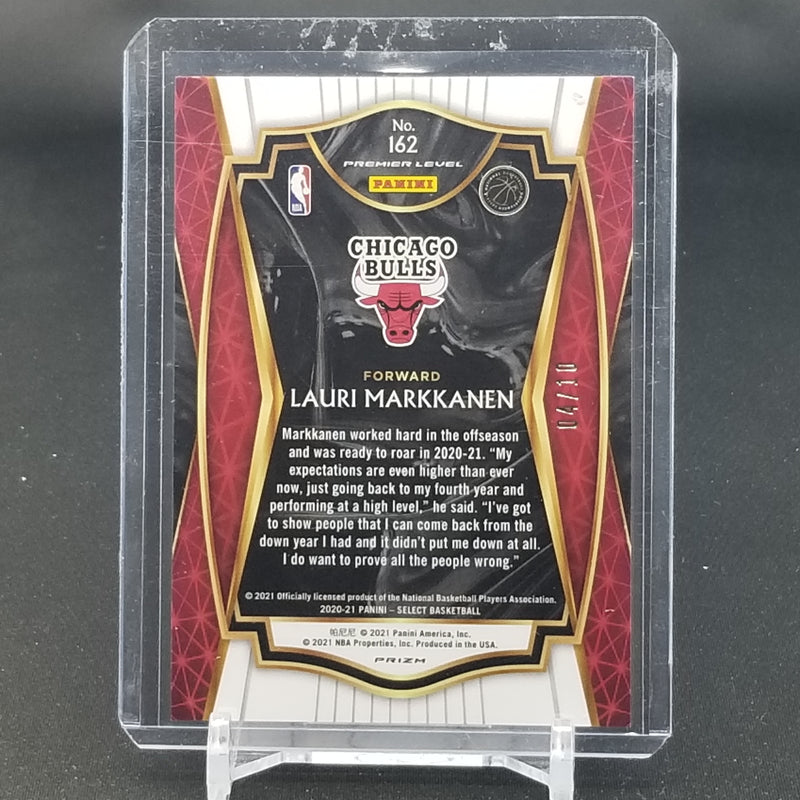 No.
162
PREMIER LEVEL
PANINI
NBA
CHICAGO
BULLS
FORWARD
LAURI MARKKANEN
04/10
Markkanen worked hard in the offseason
and was ready to roar in 2020-21. “My
expectations are even higher than ever
now, just going back to my fourth year and
performing at a high level,” he said. “I’ve got
to show people that I can come back from the
down year I had and it didn’t put me down at all.
I do want to prove all the people wrong.”
© 2021 Officially licensed product of the National Basketball Players Association.
2020-21 PANINI – SELECT BASKETBALL
帕尼尼 © 2021 Panini America, Inc.
© 2021 NBA Properties, Inc. Produced in the USA.
PRIZM